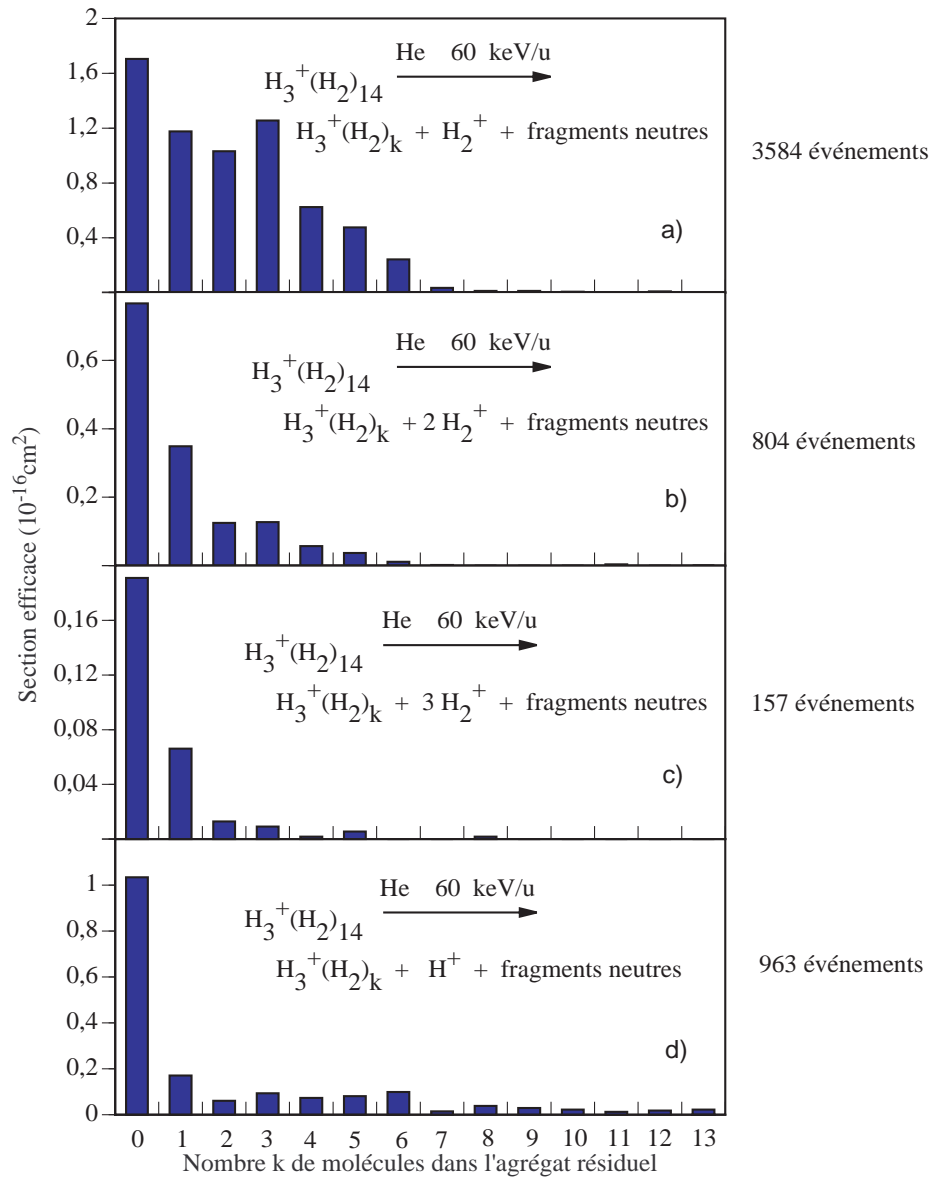 2
1,6
1,2
0,8
0,4
He 60 keV/u
H3+(H2)14
H3+(H2)k + H2+ + fragments neutres
a)
3584 événements
0,6
0,4
0,2
He 60 keV/u
H3+(H2)14
H3+(H2)k + 2 H2+ + fragments neutres
b)
804 événements
Section efficace (10-16cm2)
0,16
0,12
0,08
0,04
He 60 keV/u
H3+(H2)14
H3+(H2)k + 3 H2+ + fragments neutres
c)
157 événements
1
0,8
0,6
0,4
0,2
0
He 60 keV/u
H3+(H2)14
H3+(H2)k + H+ + fragments neutres
d)
963 événements
0 1 2 3 4 5 6 7 8 9 10 11 12 13
Nombre k de molécules dans l'agrégat résiduel